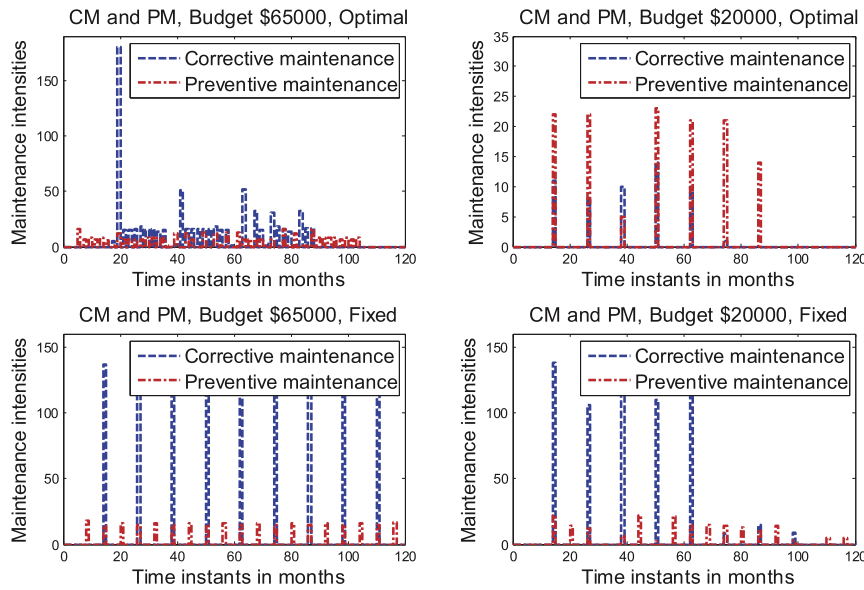 CM and PM, Budget $65000, Optimal
Maintenance intensities
150
100
50
0
Corrective maintenance
Preventive maintenance
0 20 40 60 80 100 120
Time instants in months
CM and PM, Budget $20000, Optimal
Maintenance intensities
35
30
25
20
15
10
5
0
Corrective maintenance
Preventive maintenance
0 20 40 60 80 100 120
Time instants in months
CM and PM, Budget $65000, Fixed
Maintenance intensities
150
100
50
0
Corrective maintenance
Preventive maintenance
0 20 40 60 80 100 120
Time instants in months
CM and PM, Budget $20000, Fixed
Maintenance intensities
150
100
50
0
Corrective maintenance
Preventive maintenance
0 20 40 60 80 100 120
Time instants in months